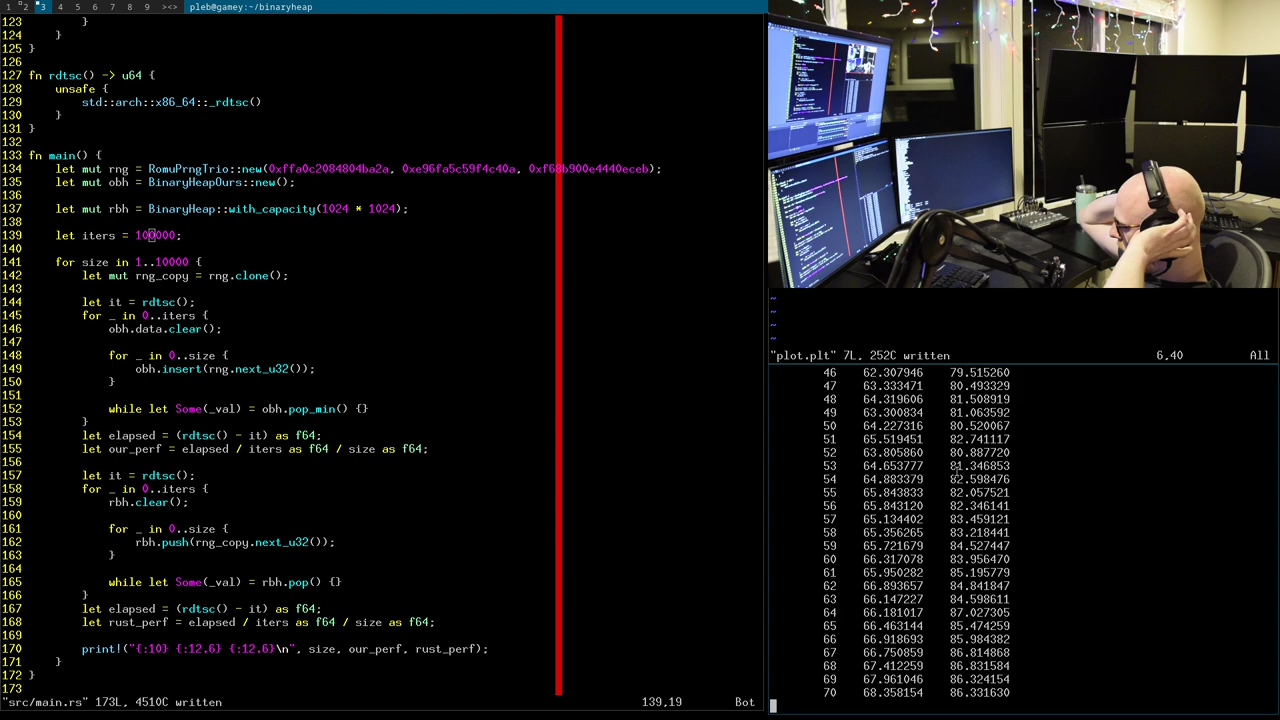 1 2 3 4 5 6 7 8 9 ><> pleb@gamey:~/binaryheap
123         }
124     }
125 }
126
127 fn rdtsc() -> u64 {
128     unsafe {
129         std::arch::x86_64::_rdtsc()
130     }
131 }
132
133 fn main() {
134     let mut rng = RomuPrngTrio::new(0xffa0c2084804ba2a, 0xe96fa5c59f4c40a, 0xf68b900e4440eceb);
135     let mut obh = BinaryHeapOurs::new();
136
137     let mut rbh = BinaryHeap::with_capacity(1024 * 1024);
138
139     let iters = 100000;
140
141     for size in 1..10000 {
142         let mut rng_copy = rng.clone();
143
144         let it = rdtsc();
145         for _ in 0..iters {
146             obh.data.clear();
147
148             for _ in 0..size {
149                 obh.insert(rng.next_u32());
150             }
151
152             while let Some(_val) = obh.pop_min() {}
153         }
154         let elapsed = (rdtsc() - it) as f64;
155         let our_perf = elapsed / iters as f64 / size as f64;
156
157         let it = rdtsc();
158         for _ in 0..iters {
159             rbh.clear();
160
161             for _ in 0..size {
162                 rbh.push(rng_copy.next_u32());
163             }
164
165             while let Some(_val) = rbh.pop() {}
166         }
167         let elapsed = (rdtsc() - it) as f64;
168         let rust_perf = elapsed / iters as f64 / size as f64;
169
170         print!("{:10} {:12.6} {:12.6}\n", size, our_perf, rust_perf);
171     }
172 }
173
"src/main.rs" 173L, 4510C written 139,19 Bot
~
~
~
~
"plot.plt" 7L, 252C written 6,40 All
46 62.307946 79.515260
47 63.333471 80.493329
48 64.319606 81.508919
49 63.300834 81.063592
50 64.227316 80.520067
51 65.519451 82.741117
52 63.805860 80.887720
53 64.653777 81.346853
54 64.883379 82.598476
55 65.843833 82.057521
56 65.843120 82.346141
57 65.134402 83.459121
58 65.356265 83.218441
59 65.721679 84.527447
60 66.317078 83.956470
61 65.950282 85.195779
62 66.893657 84.841847
63 66.147227 84.598611
64 66.181017 87.027305
65 66.463144 85.474259
66 66.918693 85.984382
67 66.750859 86.814868
68 67.412259 86.831584
69 67.961046 86.324154
70 68.358154 86.331630